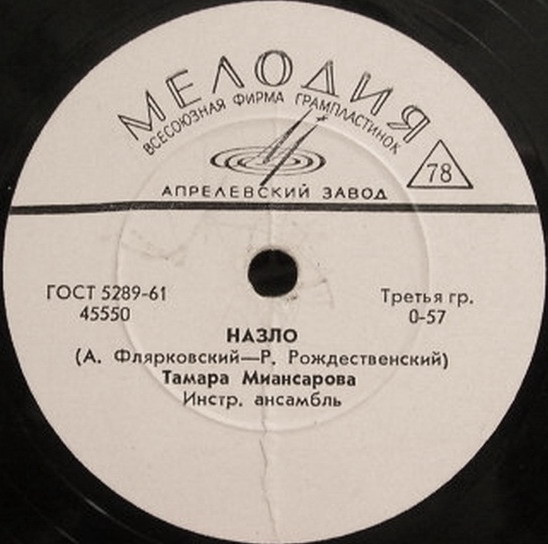 МЕЛОДИЯ
ВСЕСОЮЗНАЯ ФИРМА ГРАМПЛАСТИНОК
78
АПРЕЛЕВСКИЙ ЗАВОД
ГОСТ 5289-61
45550
Третья гр.
0-57
НАЗЛО
(А. Флярковский—Р. Рождественский)
Тамара Миансарова
Инстр. ансамбль